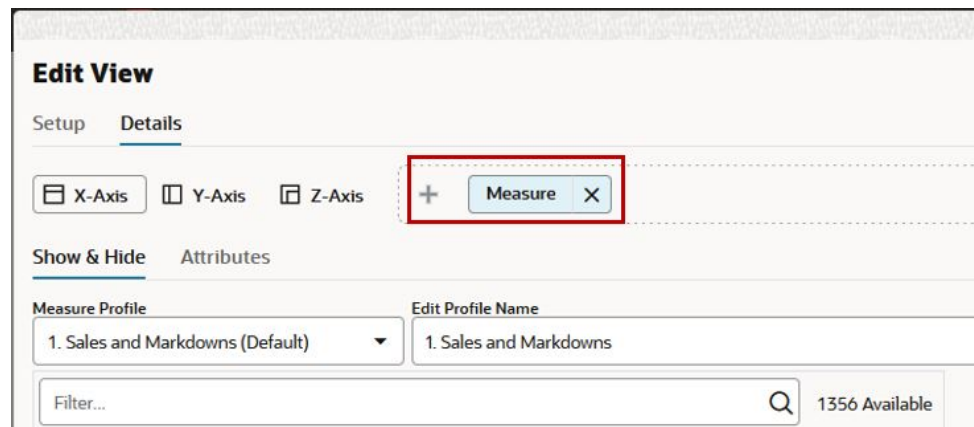 Edit View
Setup Details
X-Axis Y-Axis Z-Axis + Measure X
Show & Hide Attributes
Measure Profile Edit Profile Name
1. Sales and Markdowns (Default) 1. Sales and Markdowns
Filter... 1356 Available